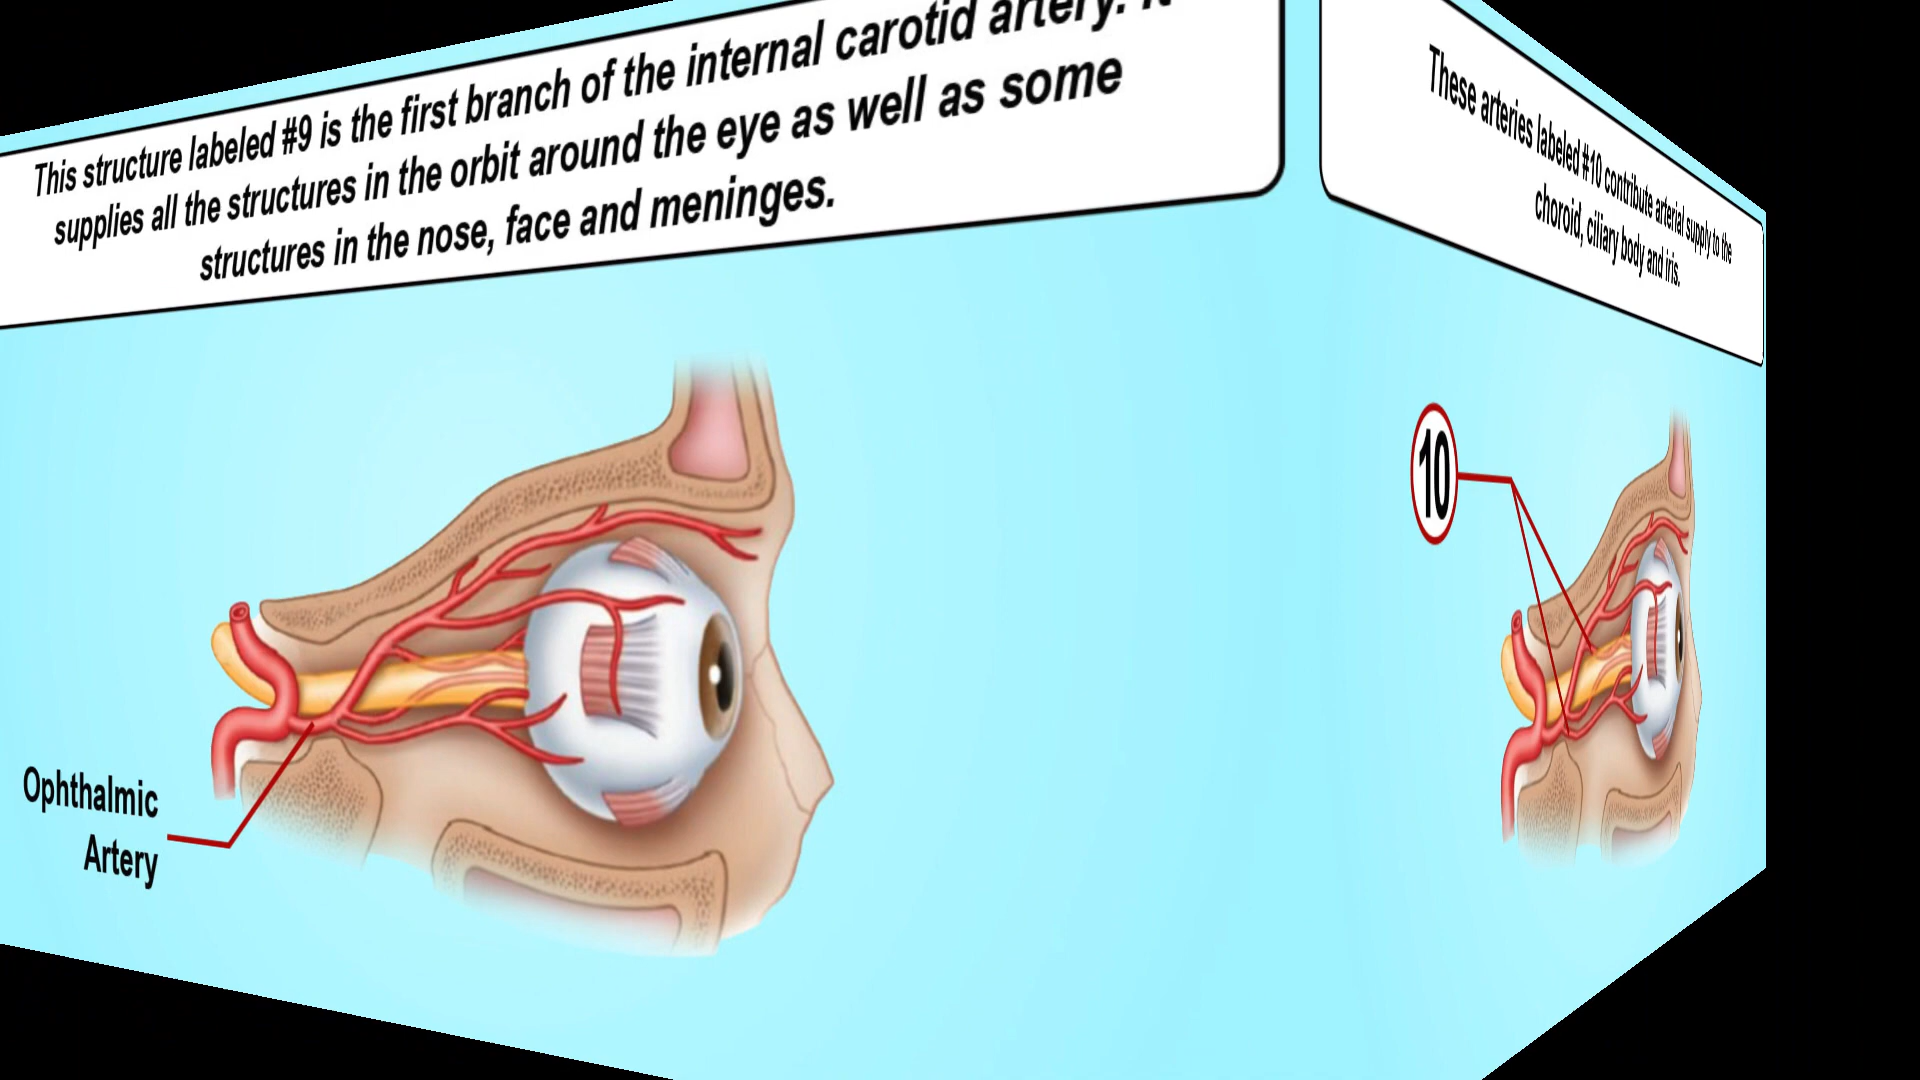 This structure labeled #9 is the first branch of the internal carotid artery. It
supplies all the structures in the orbit around the eye as well as some
structures in the nose, face and meninges.
Ophthalmic
Artery
These arteries labeled #10 contribute arterial supply to the
choroid, ciliary body and iris.
10